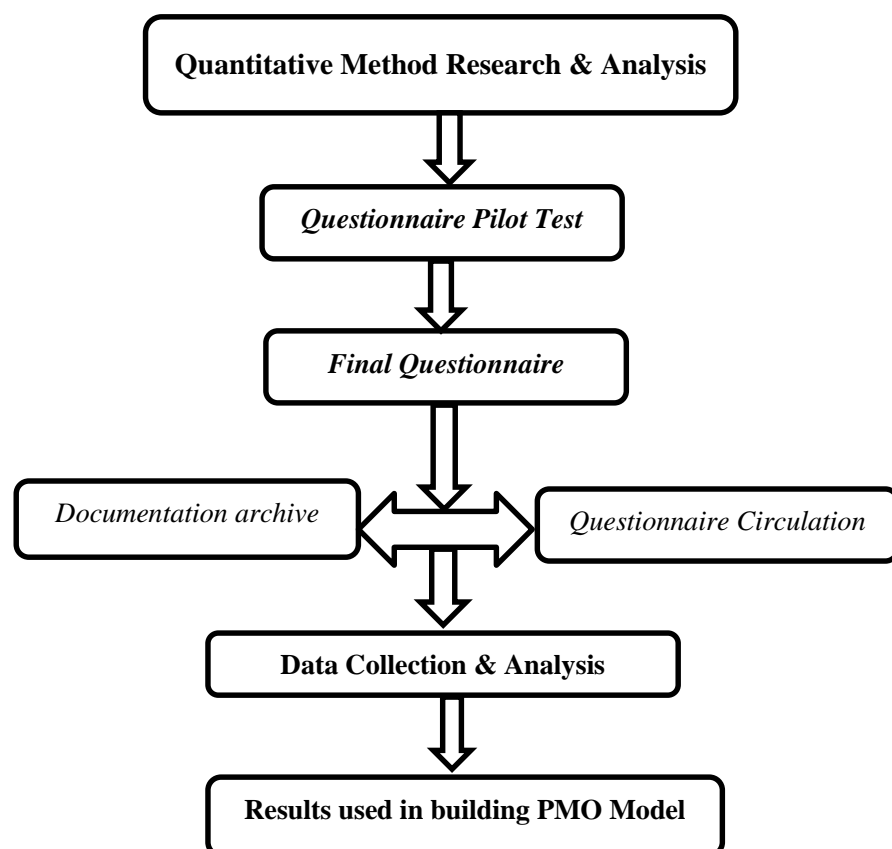 Quantitative Method Research & Analysis
Questionnaire Pilot Test
Final Questionnaire
Documentation archive
Questionnaire Circulation
Data Collection & Analysis
Results used in building PMO Model